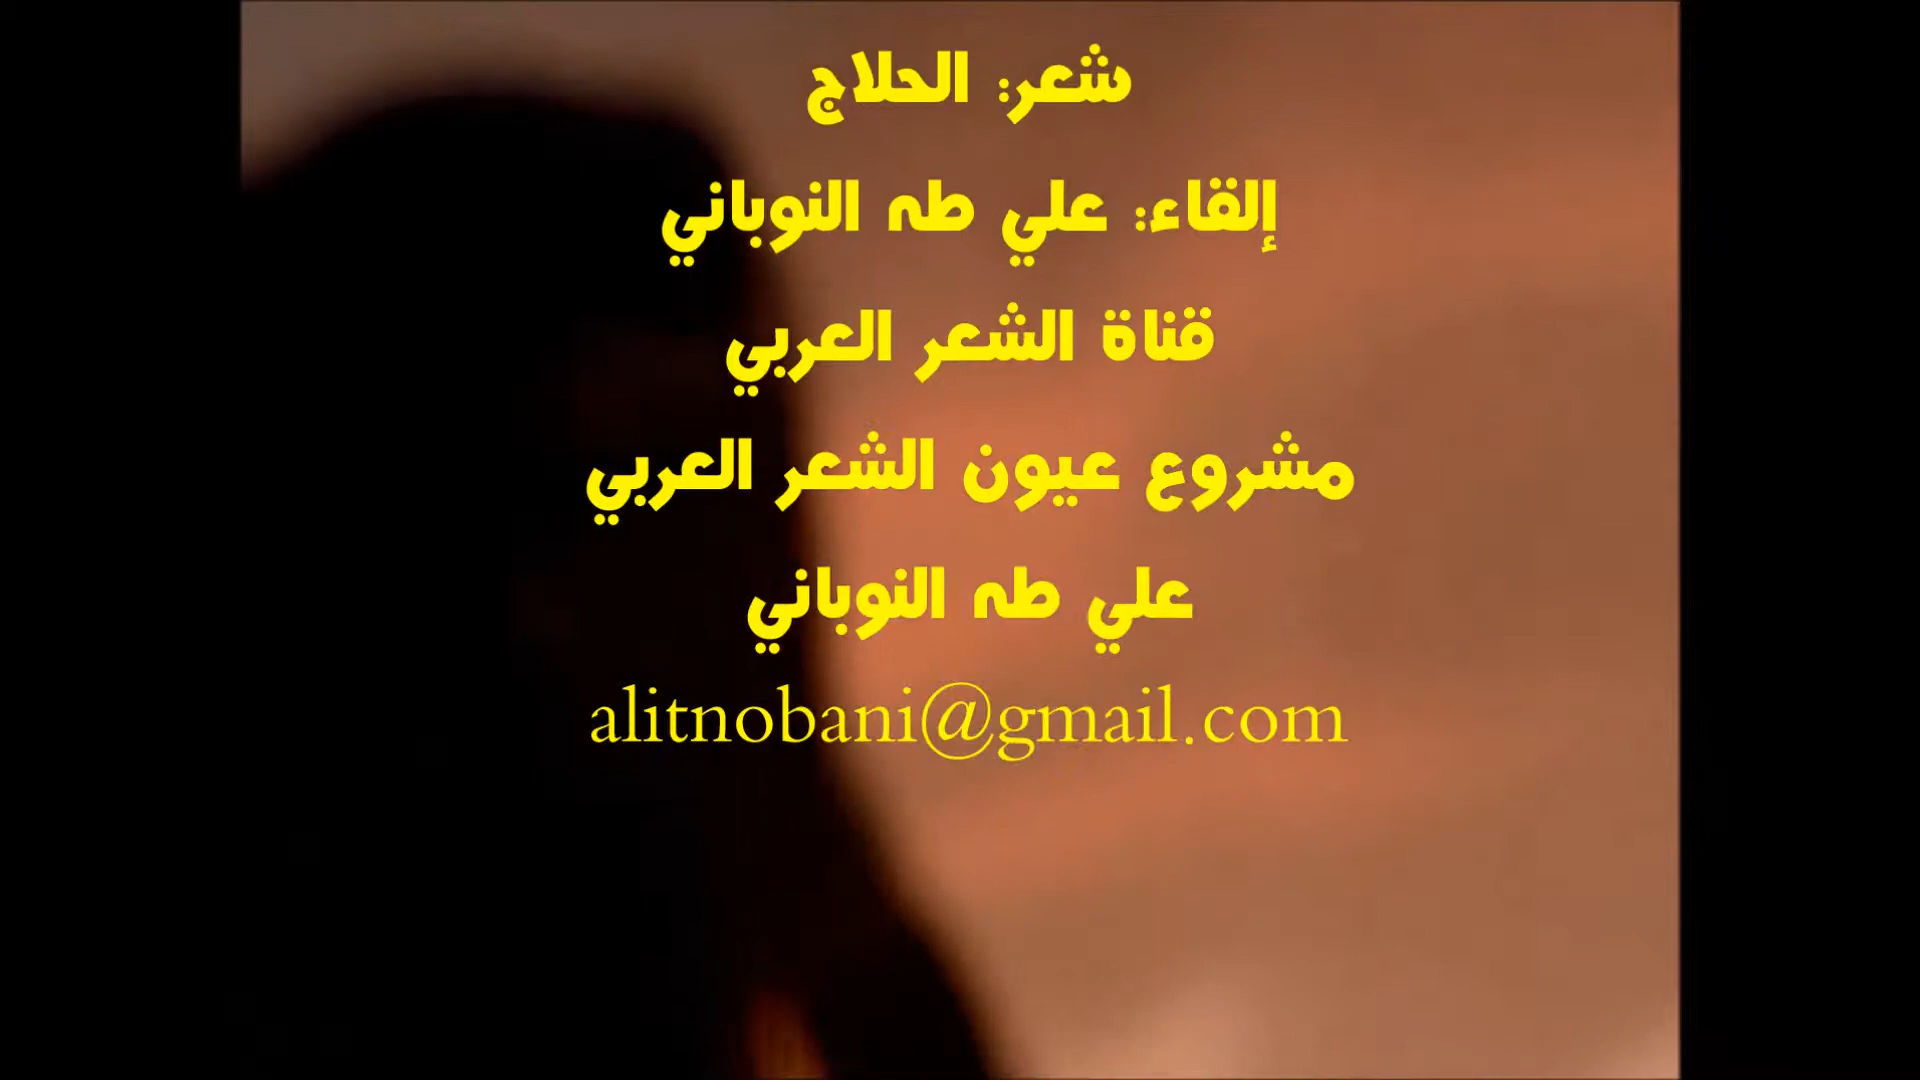 شعر: الحلاج
إلقاء: علي طه النوباني
قناة الشعر العربي
مشروع عيون الشعر العربي
علي طه النوباني
alitnobani@gmail.com